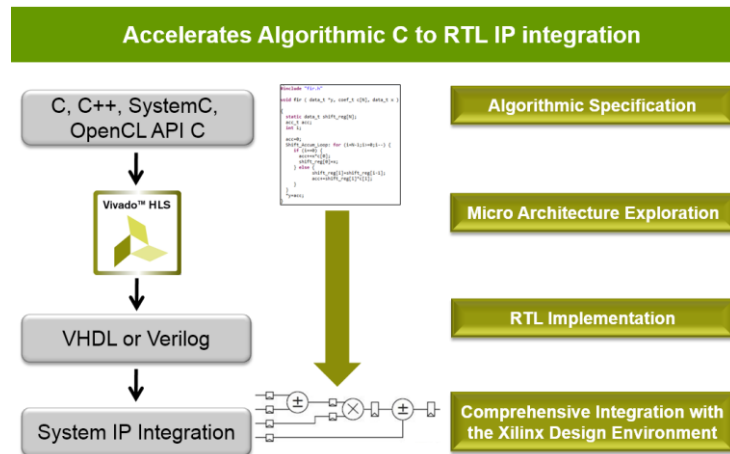 Accelerates Algorithmic C to RTL IP integration
C, C++, SystemC,
OpenCL API C
Vivado™ HLS
VHDL or Verilog
System IP Integration
#include "fir.h"
void fir ( data_t *y, coef_t c[N], data_t x )
{
static data_t shift_reg[N];
acc_t acc;
int i;
acc=0;
Shift_Accum_Loop: for (i=N-1;i>=0;i--) {
if (i==0) {
acc+=x*c[0];
shift_reg[0]=x;
} else {
shift_reg[i]=shift_reg[i-1];
acc+=shift_reg[i]*c[i];
}
}
*y=acc;
}
±
×
±
Algorithmic Specification
Micro Architecture Exploration
RTL Implementation
Comprehensive Integration with
the Xilinx Design Environment